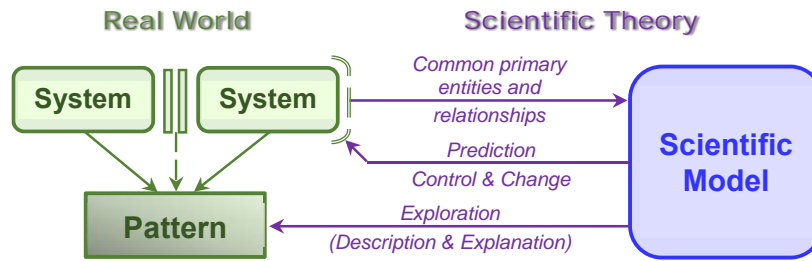 Real World
Scientific Theory
System
System
Common primary
entities and
relationships
Prediction
Control & Change
Scientific
Model
Pattern
Exploration
(Description & Explanation)